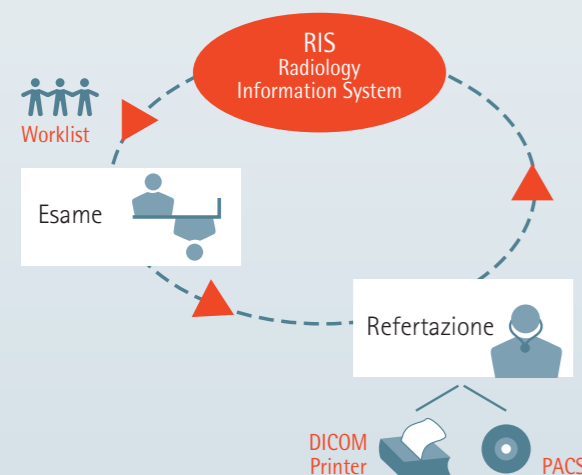 RIS
Radiology
Information System
Worklist
Esame
Refertazione
DICOM
Printer
PACS